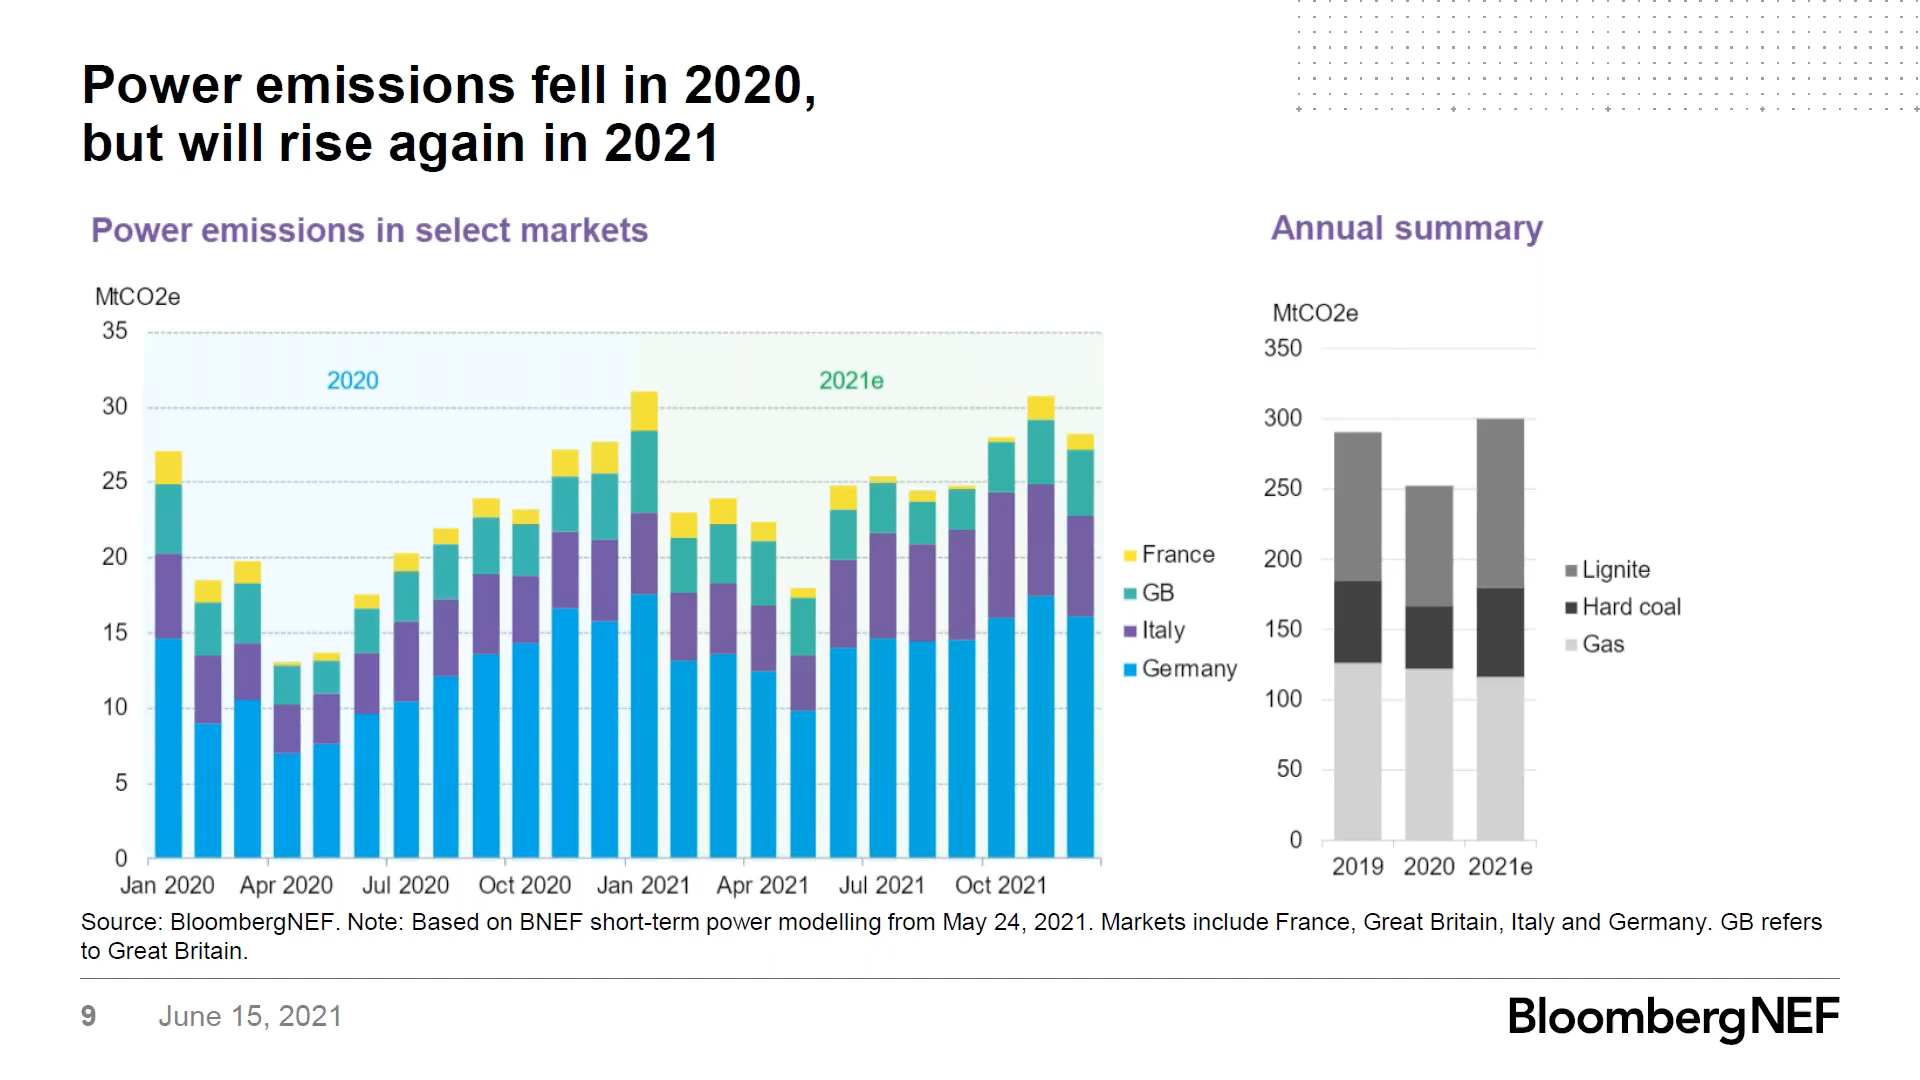 Power emissions fell in 2020,
but will rise again in 2021
Power emissions in select markets
MtCO2e
35
30
25
20
15
10
5
0
2020
2021e
Jan 2020 Apr 2020 Jul 2020 Oct 2020 Jan 2021 Apr 2021 Jul 2021 Oct 2021
France
GB
Italy
Germany
Annual summary
MtCO2e
350
300
250
200
150
100
50
0
2019 2020 2021e
Lignite
Hard coal
Gas
Source: BloombergNEF. Note: Based on BNEF short-term power modelling from May 24, 2021. Markets include France, Great Britain, Italy and Germany. GB refers
to Great Britain.
9 June 15, 2021
BloombergNEF